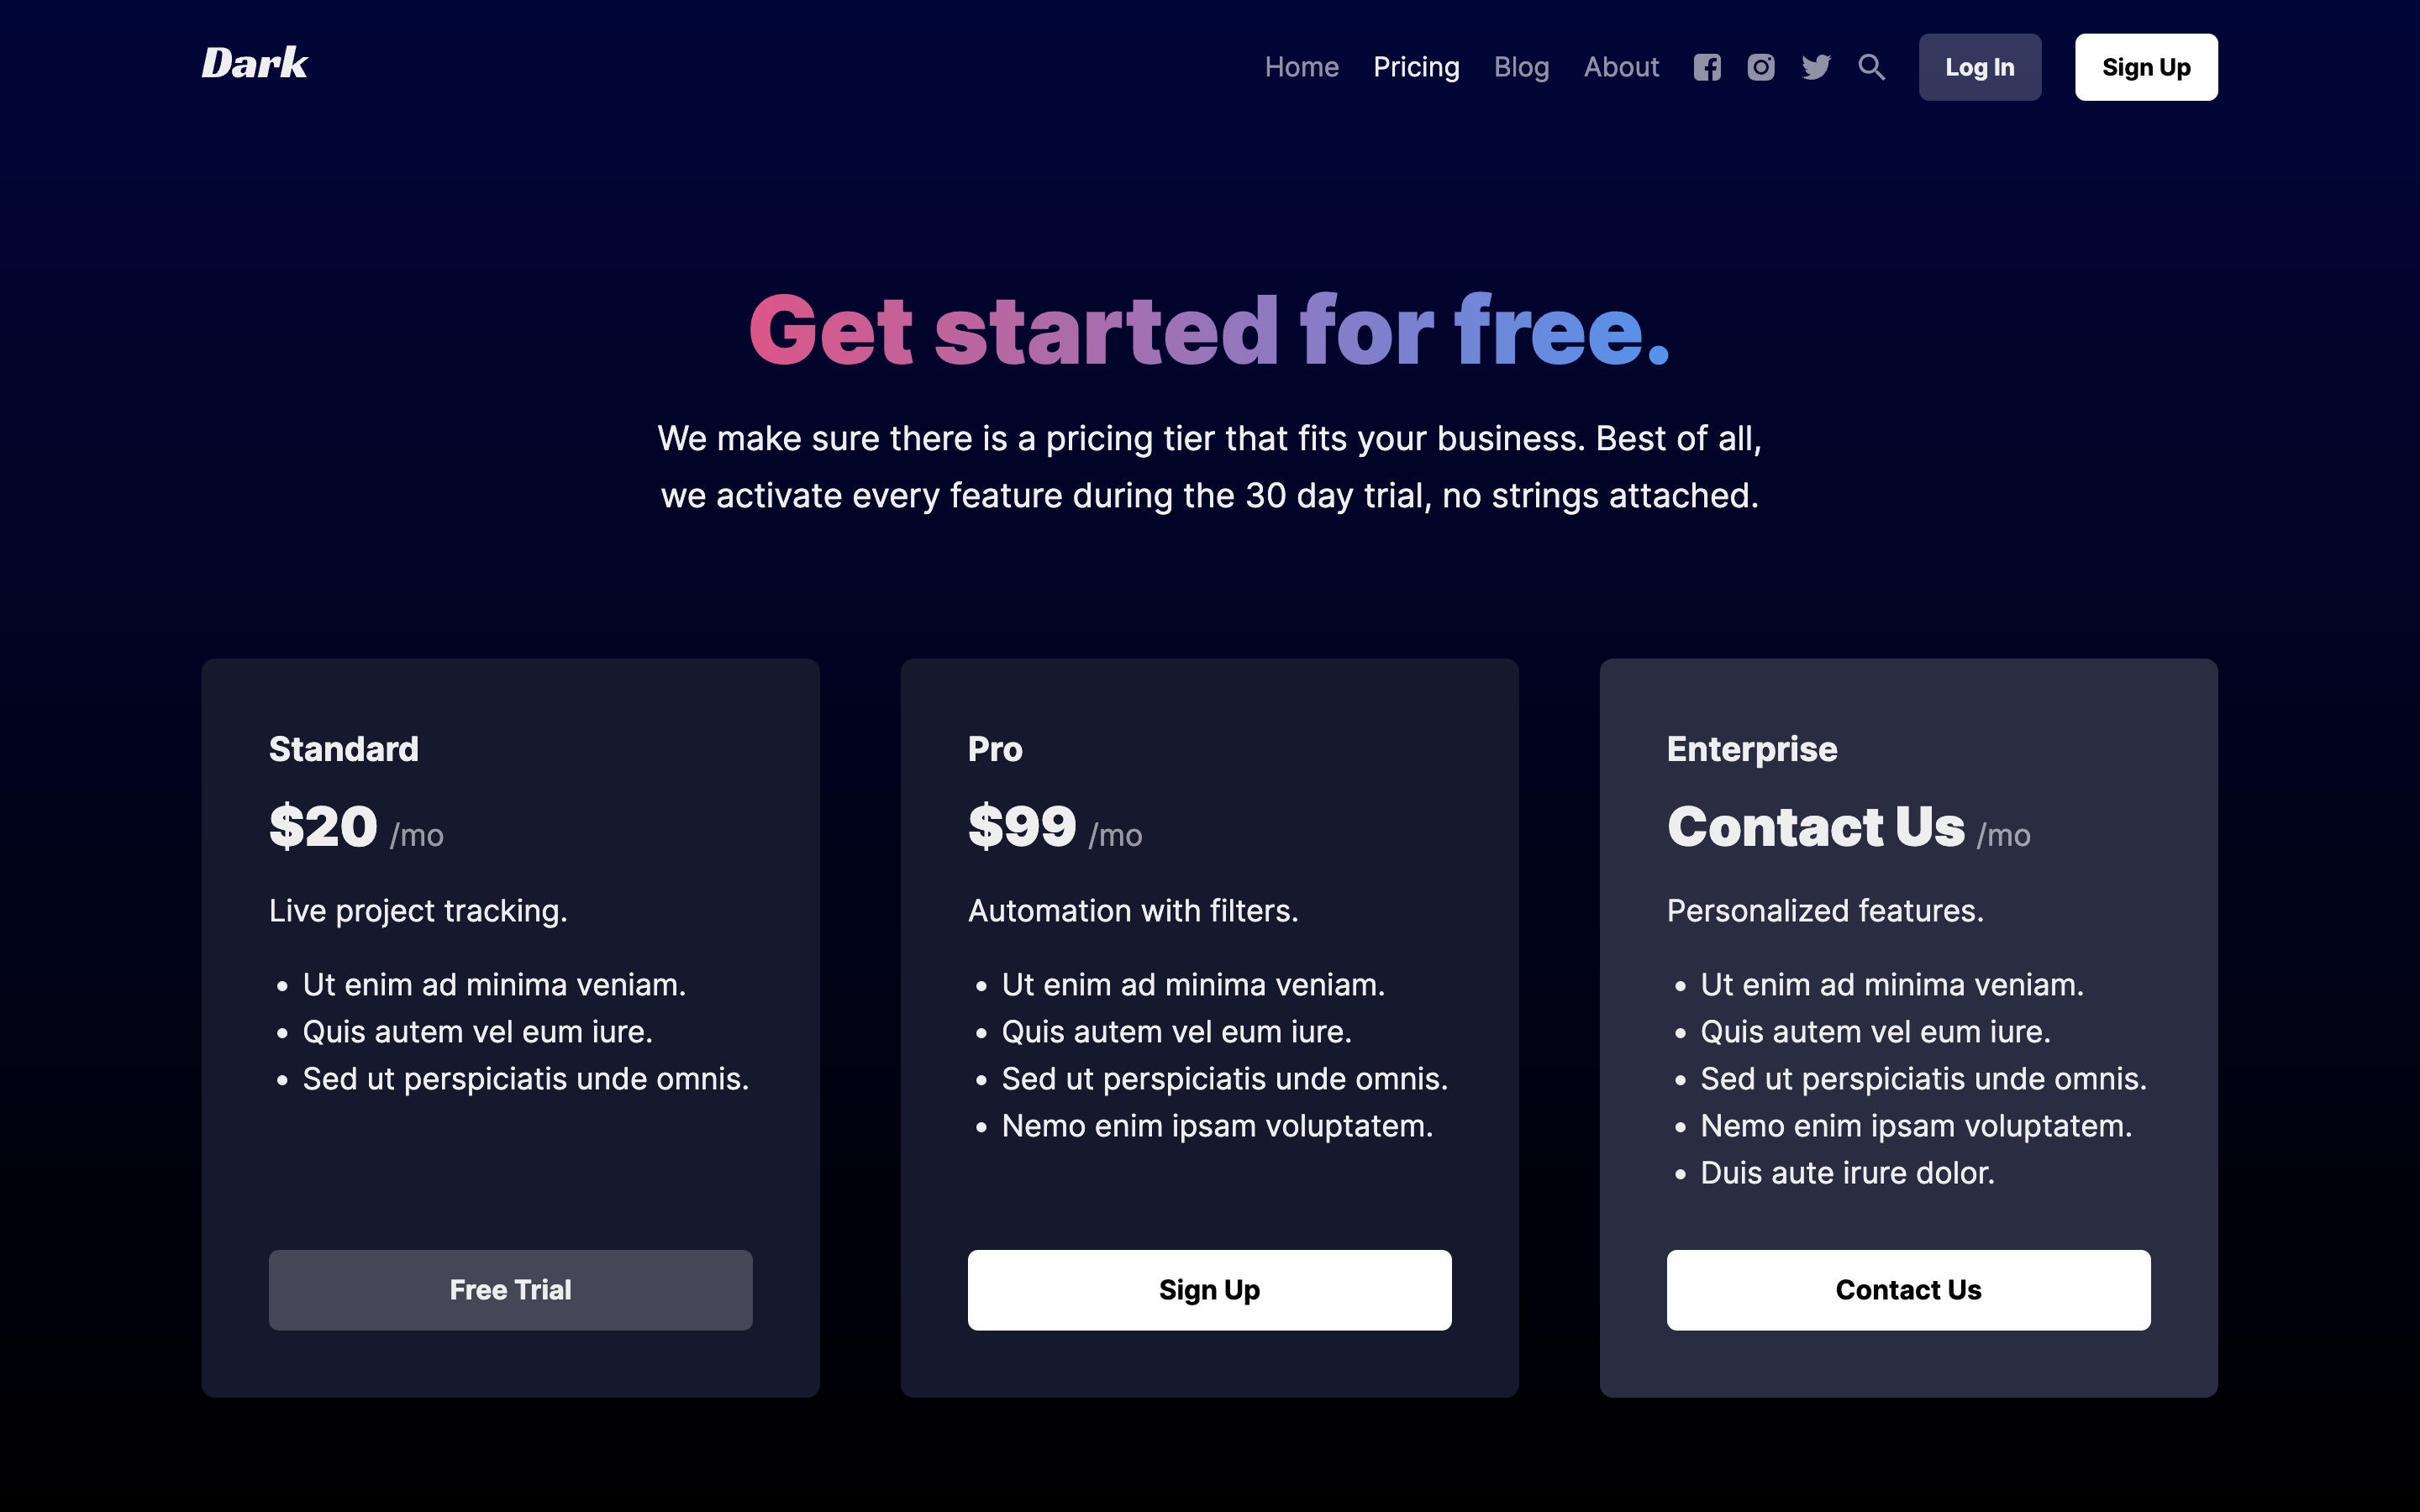 Dark
Home Pricing Blog About Log In Sign Up
Get started for free.
We make sure there is a pricing tier that fits your business. Best of all,
we activate every feature during the 30 day trial, no strings attached.
Standard
$20 /mo
Live project tracking.
• Ut enim ad minima veniam.
• Quis autem vel eum iure.
• Sed ut perspiciatis unde omnis.
Free Trial
Pro
$99 /mo
Automation with filters.
• Ut enim ad minima veniam.
• Quis autem vel eum iure.
• Sed ut perspiciatis unde omnis.
• Nemo enim ipsam voluptatem.
Sign Up
Enterprise
Contact Us /mo
Personalized features.
• Ut enim ad minima veniam.
• Quis autem vel eum iure.
• Sed ut perspiciatis unde omnis.
• Nemo enim ipsam voluptatem.
• Duis aute irure dolor.
Contact Us